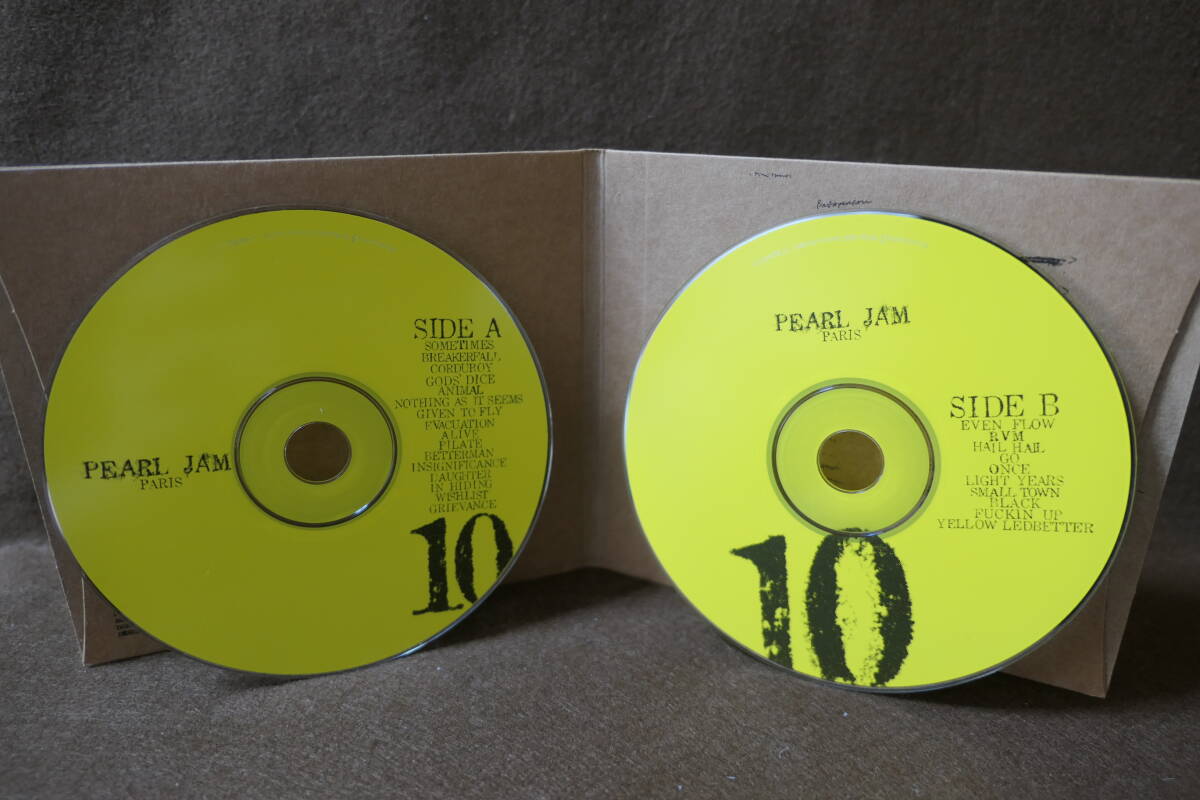 PEARL JAM
PARIS
SIDE A
SOMETIMES
BREAKERFALL
CORDUROY
GODS' DICE
ANIMAL
NOTHING AS IT SEEMS
GIVEN TO FLY
EVACUATION
ALIVE
PILATE
BETTERMAN
INSIGNIFICANCE
LAUGHTER
IN HIDING
WISHLIST
GRIEVANCE
10
PEARL JAM
PARIS
SIDE B
EVEN FLOW
RVM
HAIL HAIL
GO
ONCE
LIGHT YEARS
SMALL TOWN
BLACK
FUCKIN UP
YELLOW LEDBETTER
10